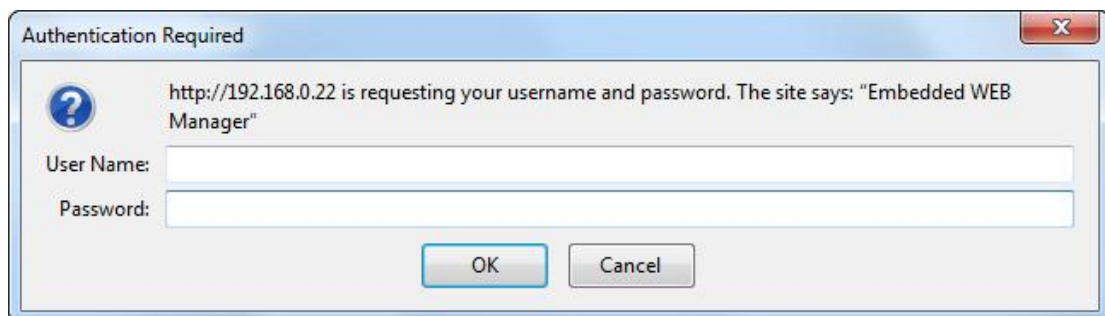 Authentication Required
http://192.168.0.22 is requesting your username and password. The site says: “Embedded WEB
Manager“
User Name:
Password:
OK Cancel